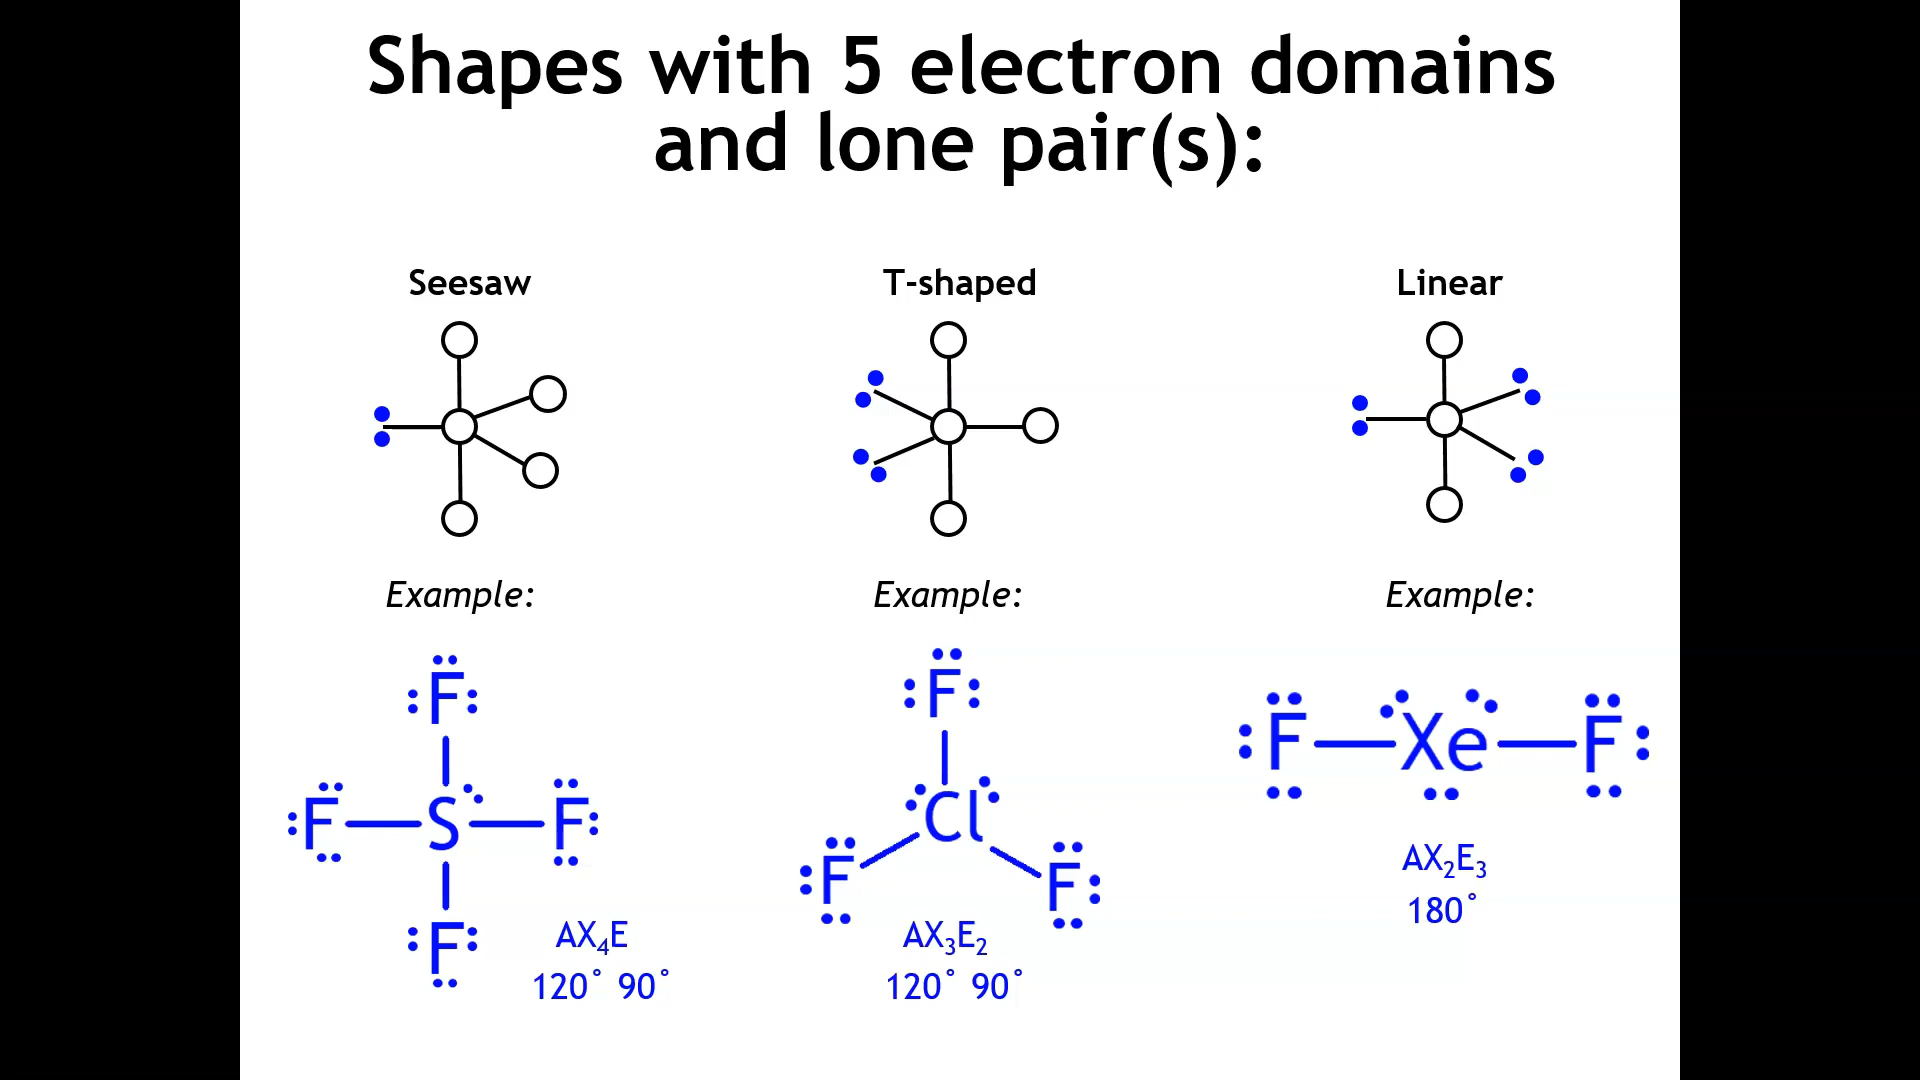 Shapes with 5 electron domains
and lone pair(s):
Seesaw
T-shaped
Linear
Example:
Example:
Example:
F
F S F
F
AX₄E
120° 90°
F
Cl
F F
AX₃E₂
120° 90°
F Xe F
AX₂E₃
180°